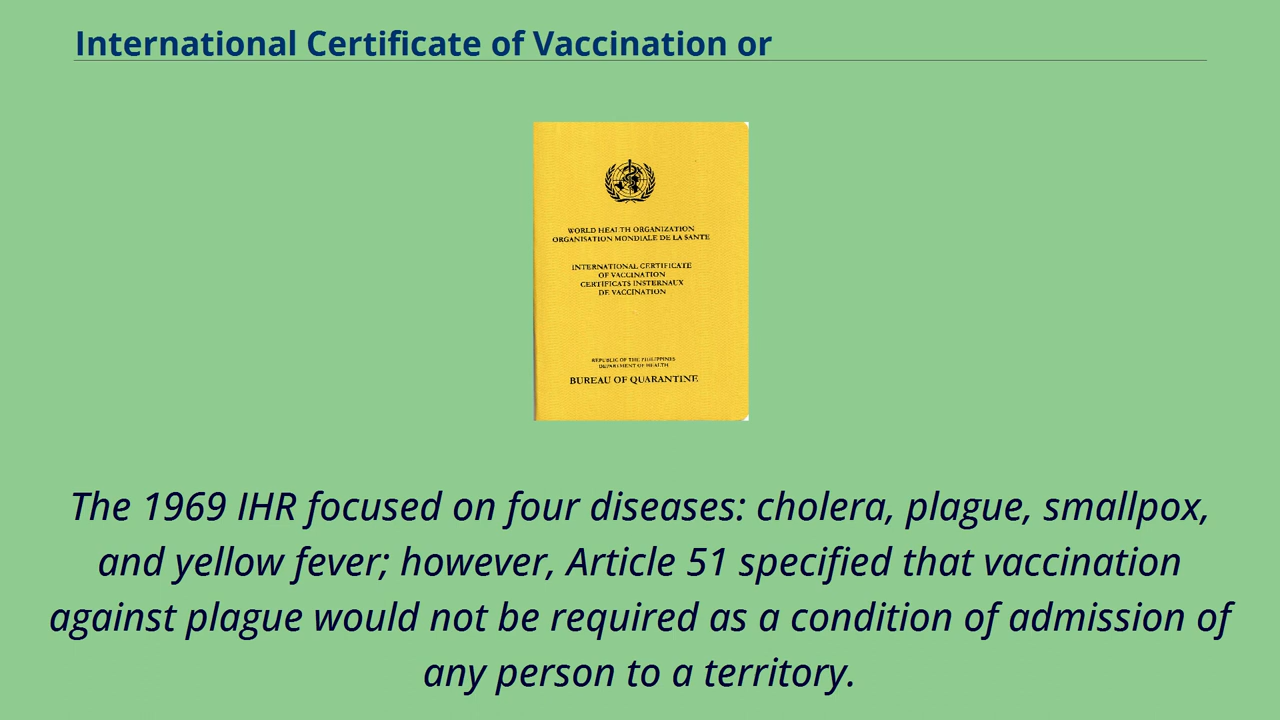 International Certificate of Vaccination or
WORLD HEALTH ORGANIZATION
ORGANISATION MONDIALE DE LA SANTE
INTERNATIONAL CERTIFICATE
OF VACCINATION
CERTIFICATS INSTERNAUX
DE VACCINATION
REPUBLIC OF THE PHILIPPINES
DEPARTMENT OF HEALTH
BUREAU OF QUARANTINE
The 1969 IHR focused on four diseases: cholera, plague, smallpox,
and yellow fever; however, Article 51 specified that vaccination
against plague would not be required as a condition of admission of
any person to a territory.